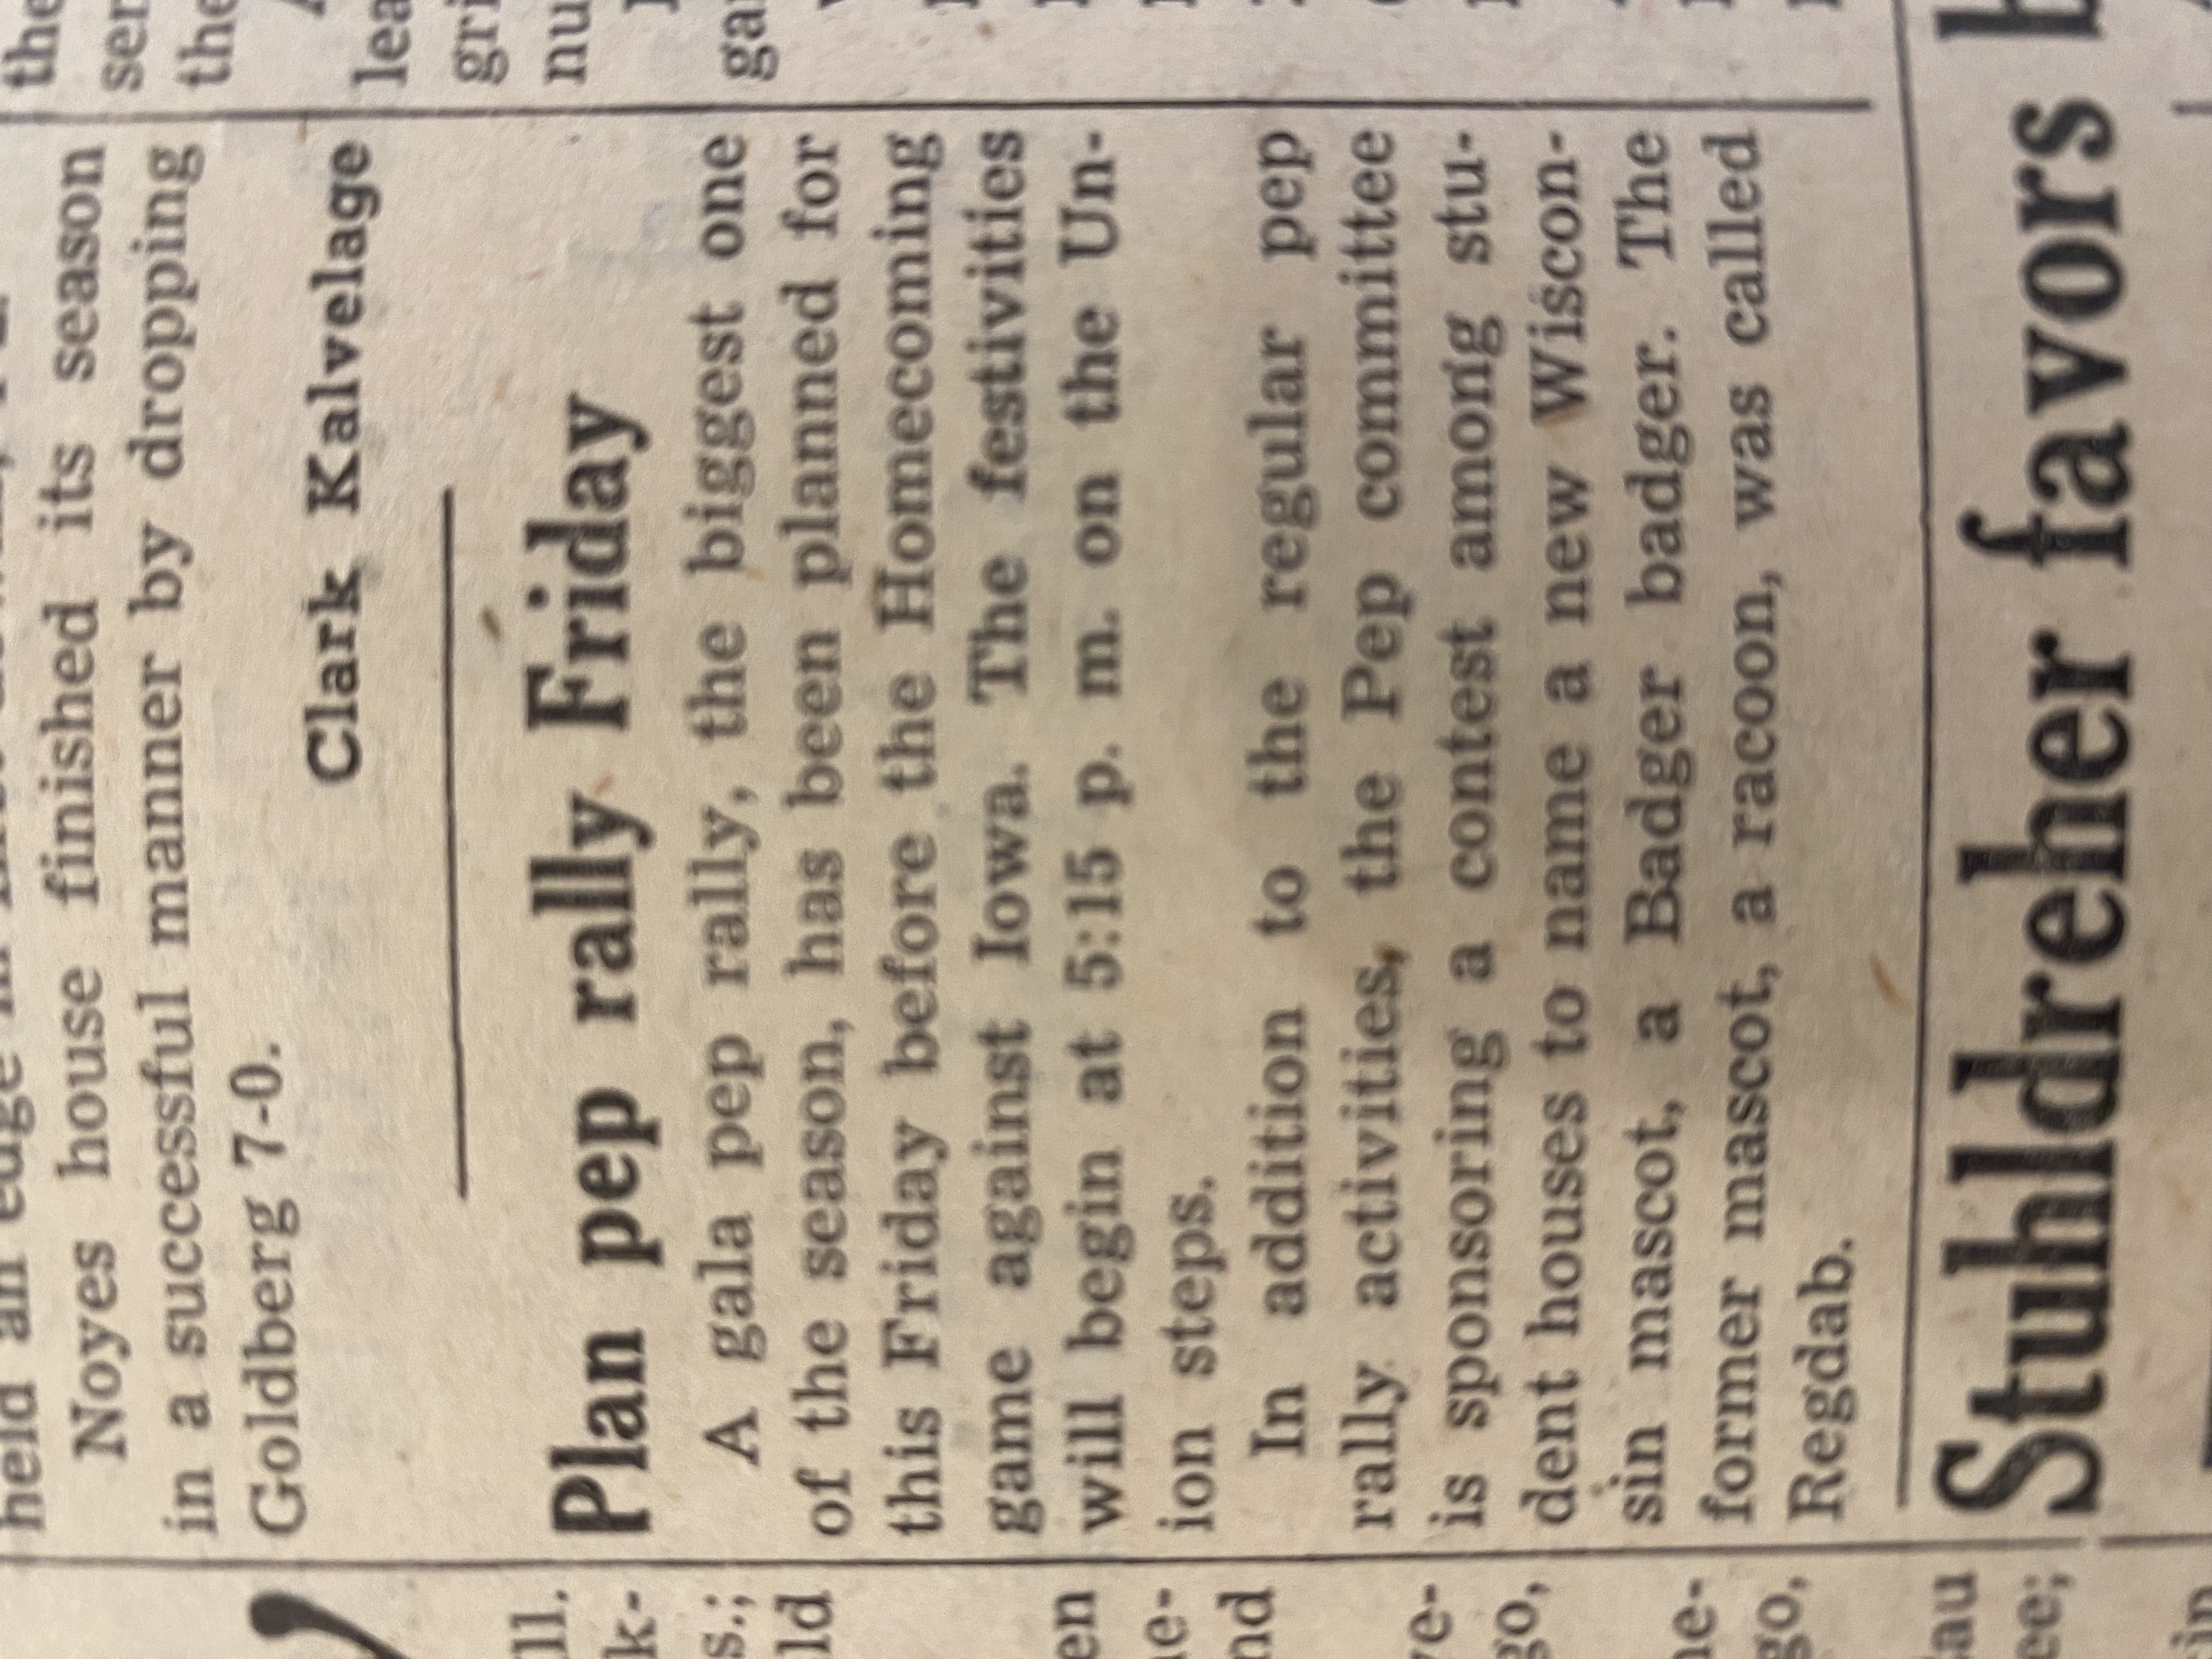 Noyes house finished its season
in a successful manner by dropping
Goldberg 7-0.
Clark Kalvelage
Plan pep rally Friday
A gala pep rally, the biggest one
of the season, has been planned for
this Friday before the Homecoming
game against Iowa. The festivities
will begin at 5:15 p. m. on the Un-
ion steps.
In addition to the regular pep
rally activities, the Pep committee
is sponsoring a contest among stu-
dent houses to name a new Wiscon-
sin mascot, a Badger badger. The
former mascot, a racoon, was called
Regdab.
Stuhldreher favors